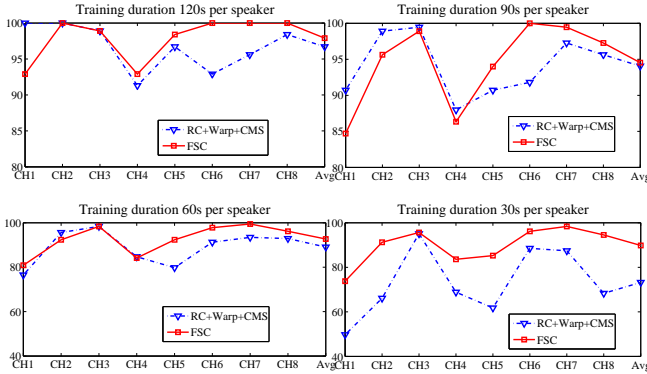 Training duration 120s per speaker
100
95
90
85
80
CH1 CH2 CH3 CH4 CH5 CH6 CH7 CH8 Avg
RC+Warp+CMS
FSC
Training duration 90s per speaker
100
95
90
85
80
CH1 CH2 CH3 CH4 CH5 CH6 CH7 CH8 Avg
RC+Warp+CMS
FSC
Training duration 60s per speaker
100
80
60
40
CH1 CH2 CH3 CH4 CH5 CH6 CH7 CH8 Avg
RC+Warp+CMS
FSC
Training duration 30s per speaker
100
80
60
40
CH1 CH2 CH3 CH4 CH5 CH6 CH7 CH8 Avg
RC+Warp+CMS
FSC